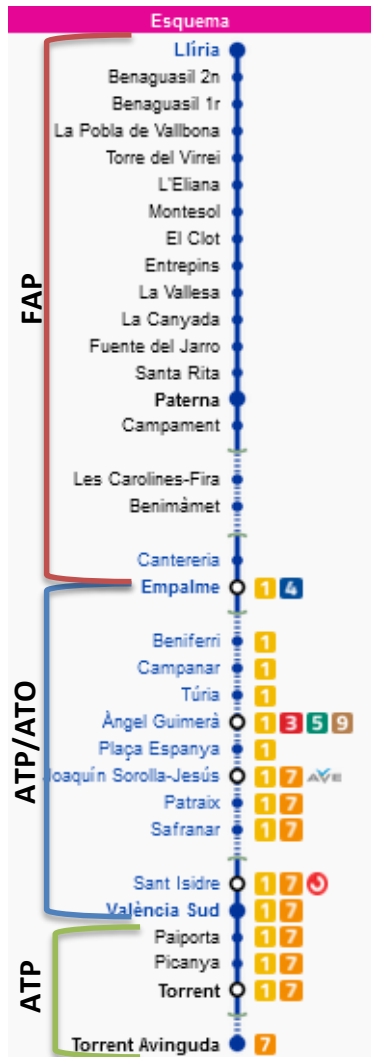 Esquema
Llíria
Benaguasil 2n
Benaguasil 1r
La Pobla de Vallbona
Torre del Virrei
L'Eliana
Montesol
El Clot
Entrepins
La Vallesa
La Canyada
Fuente del Jarro
Santa Rita
Paterna
Campament
Les Carolines-Fira
Benimàmet
Cantereria
Empalme 1 4
FAP
Beniferri 1
Campanar 1
Túria 1
Àngel Guimerà 1 3 5 9
Plaça Espanya 1
Joaquín Sorolla-Jesús 1 7 AVE
Patraix 1 7
Safranar 1 7
Sant Isidre 1 7
València Sud 1 7
ATP/ATO
Paiporta 1 7
Picanya 1 7
Torrent 1 7
Torrent Avinguda 7
ATP